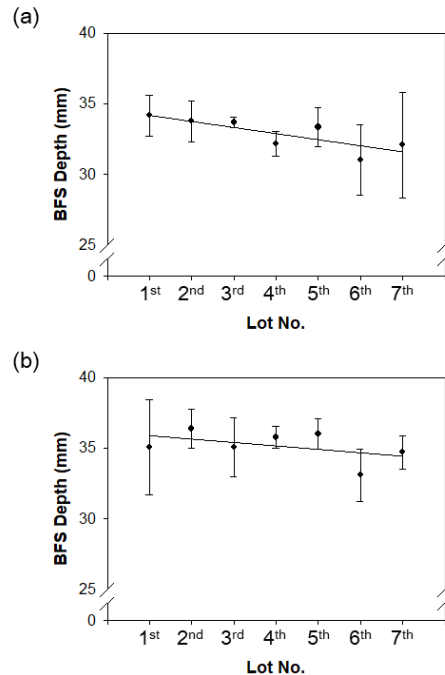 (a)
40
35
30
25
0
BFS Depth (mm)
1st 2nd 3rd 4th 5th 6th 7th
Lot No.
(b)
40
35
30
25
0
BFS Depth (mm)
1st 2nd 3rd 4th 5th 6th 7th
Lot No.